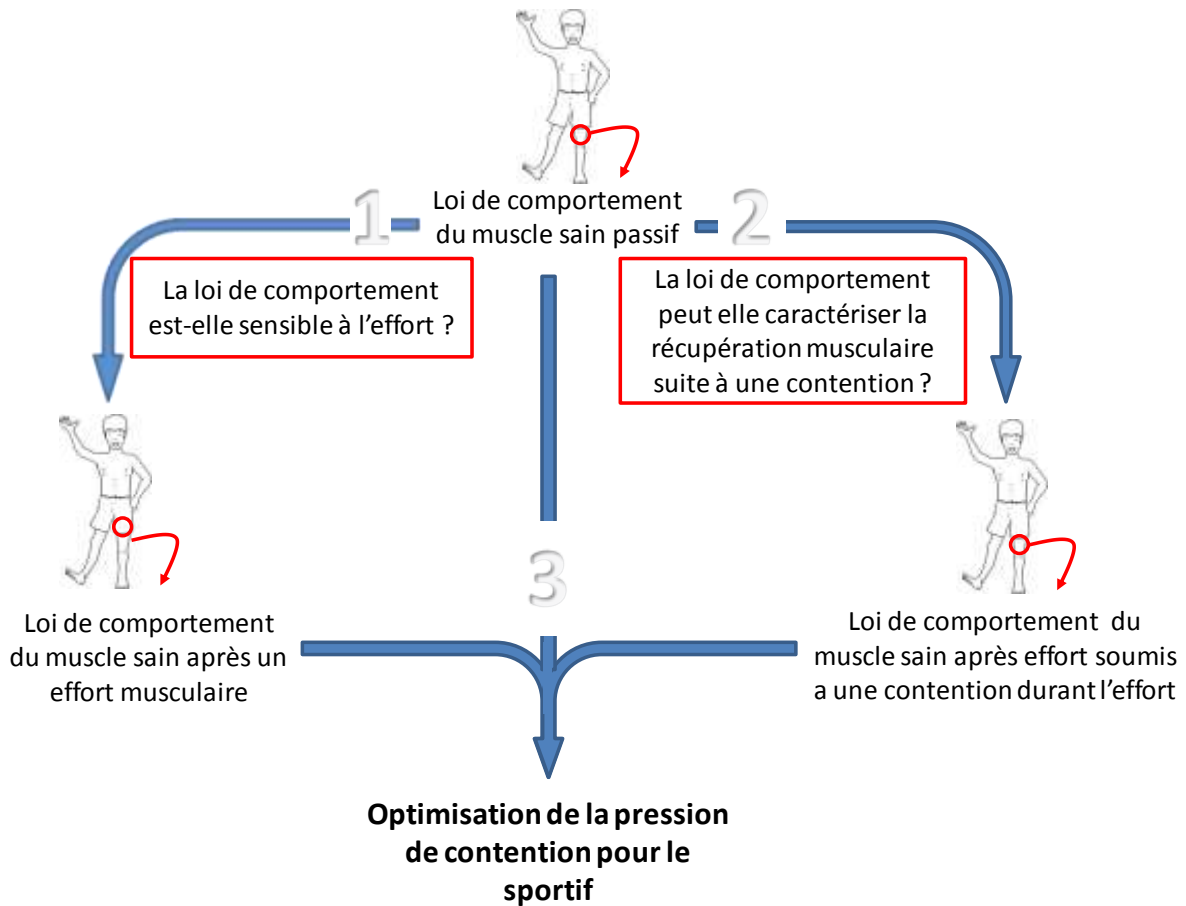 Loi de comportement
du muscle sain passif
1
2
La loi de comportement
est-elle sensible à l'effort ?
La loi de comportement
peut elle caractériser la
récupération musculaire
suite à une contention ?
3
Loi de comportement
du muscle sain après un
effort musculaire
Loi de comportement du
muscle sain après effort soumis
a une contention durant l'effort
Optimisation de la pression
de contention pour le
sportif